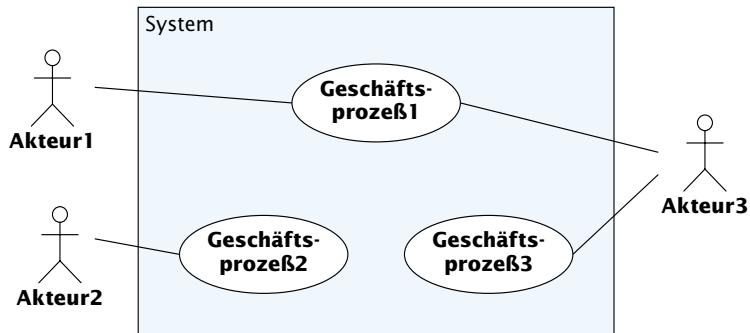 System
Geschäfts-
prozeß1
Akteur1
Akteur3
Geschäfts-
prozeß2
Geschäfts-
prozeß3
Akteur2